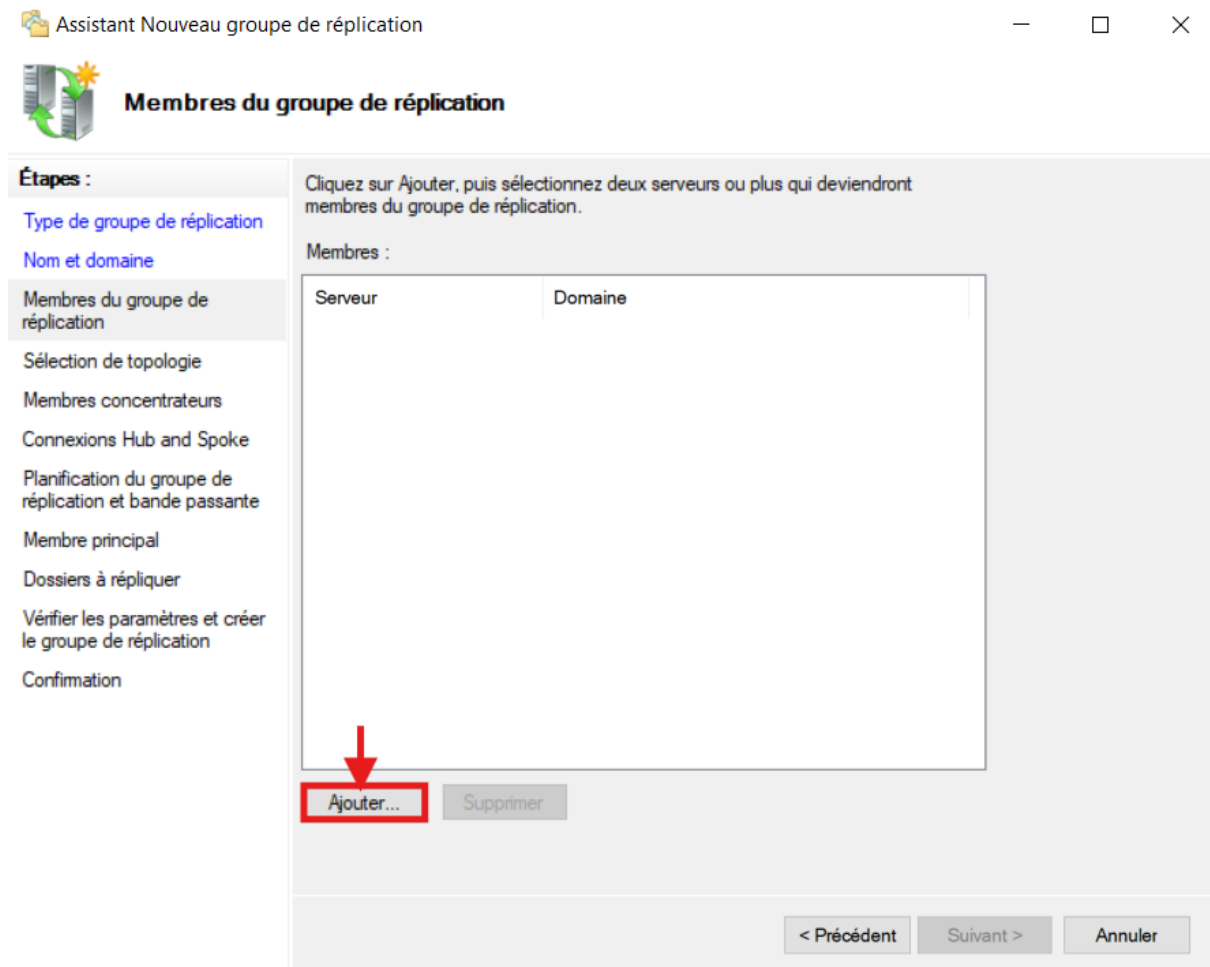 Assistant Nouveau groupe de réplication
Membres du groupe de réplication
Étapes :
Type de groupe de réplication
Nom et domaine
Membres du groupe de
réplication
Sélection de topologie
Membres concentrateurs
Connexions Hub and Spoke
Planification du groupe de
réplication et bande passante
Membre principal
Dossiers à répliquer
Vérifier les paramètres et créer
le groupe de réplication
Confirmation
Cliquez sur Ajouter, puis sélectionnez deux serveurs ou plus qui deviendront
membres du groupe de réplication.
Membres :
Serveur Domaine
Ajouter... Supprimer
< Précédent Suivant > Annuler